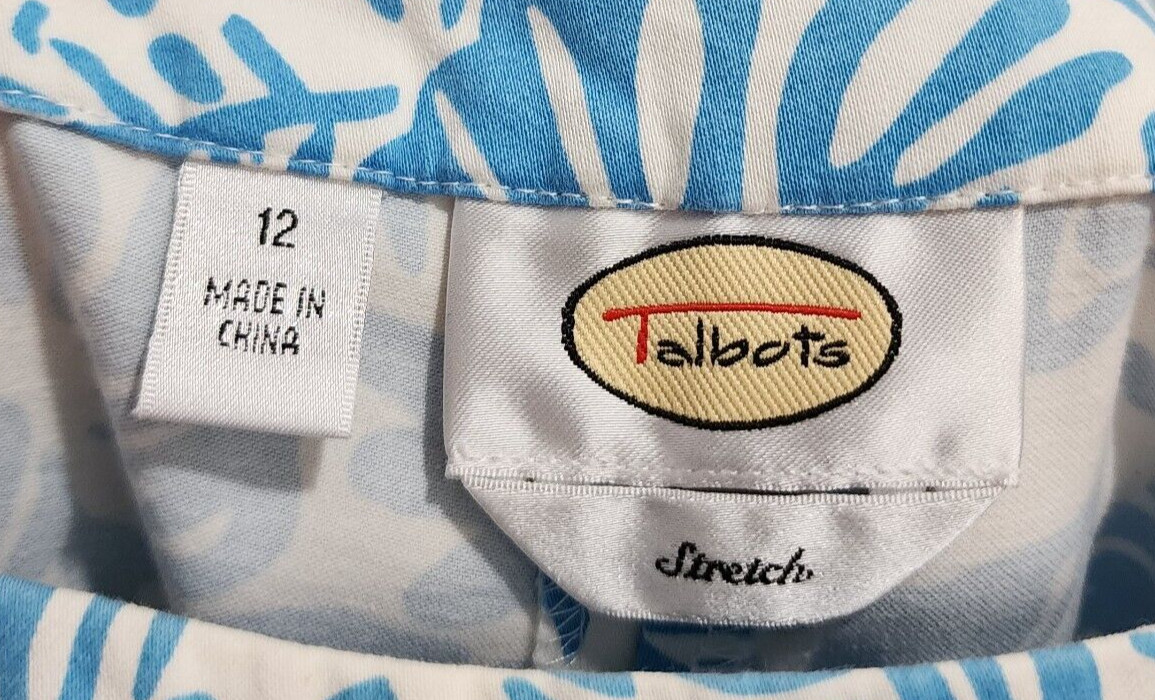 12
MADE IN
CHINA
Talbots
Stretch